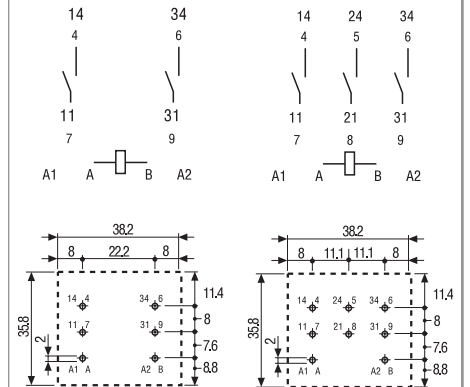 14 34 14 24 34
4 6 4 5 6
11 31 11 21 31
7 9 7 8 9
A1 A B A2 A1 A B A2
38.2 38.2
8 22.2 8 8 11.1 11.1 8
35.8 14 4 34 6 11.4 35.8 14 4 24 5 34 6 11.4
8 8
11 7 31 9 11 7 21 8 31 9
2 7.6 2 7.6
A1 A A2 B 8.8 A1 A A2 B 8.8